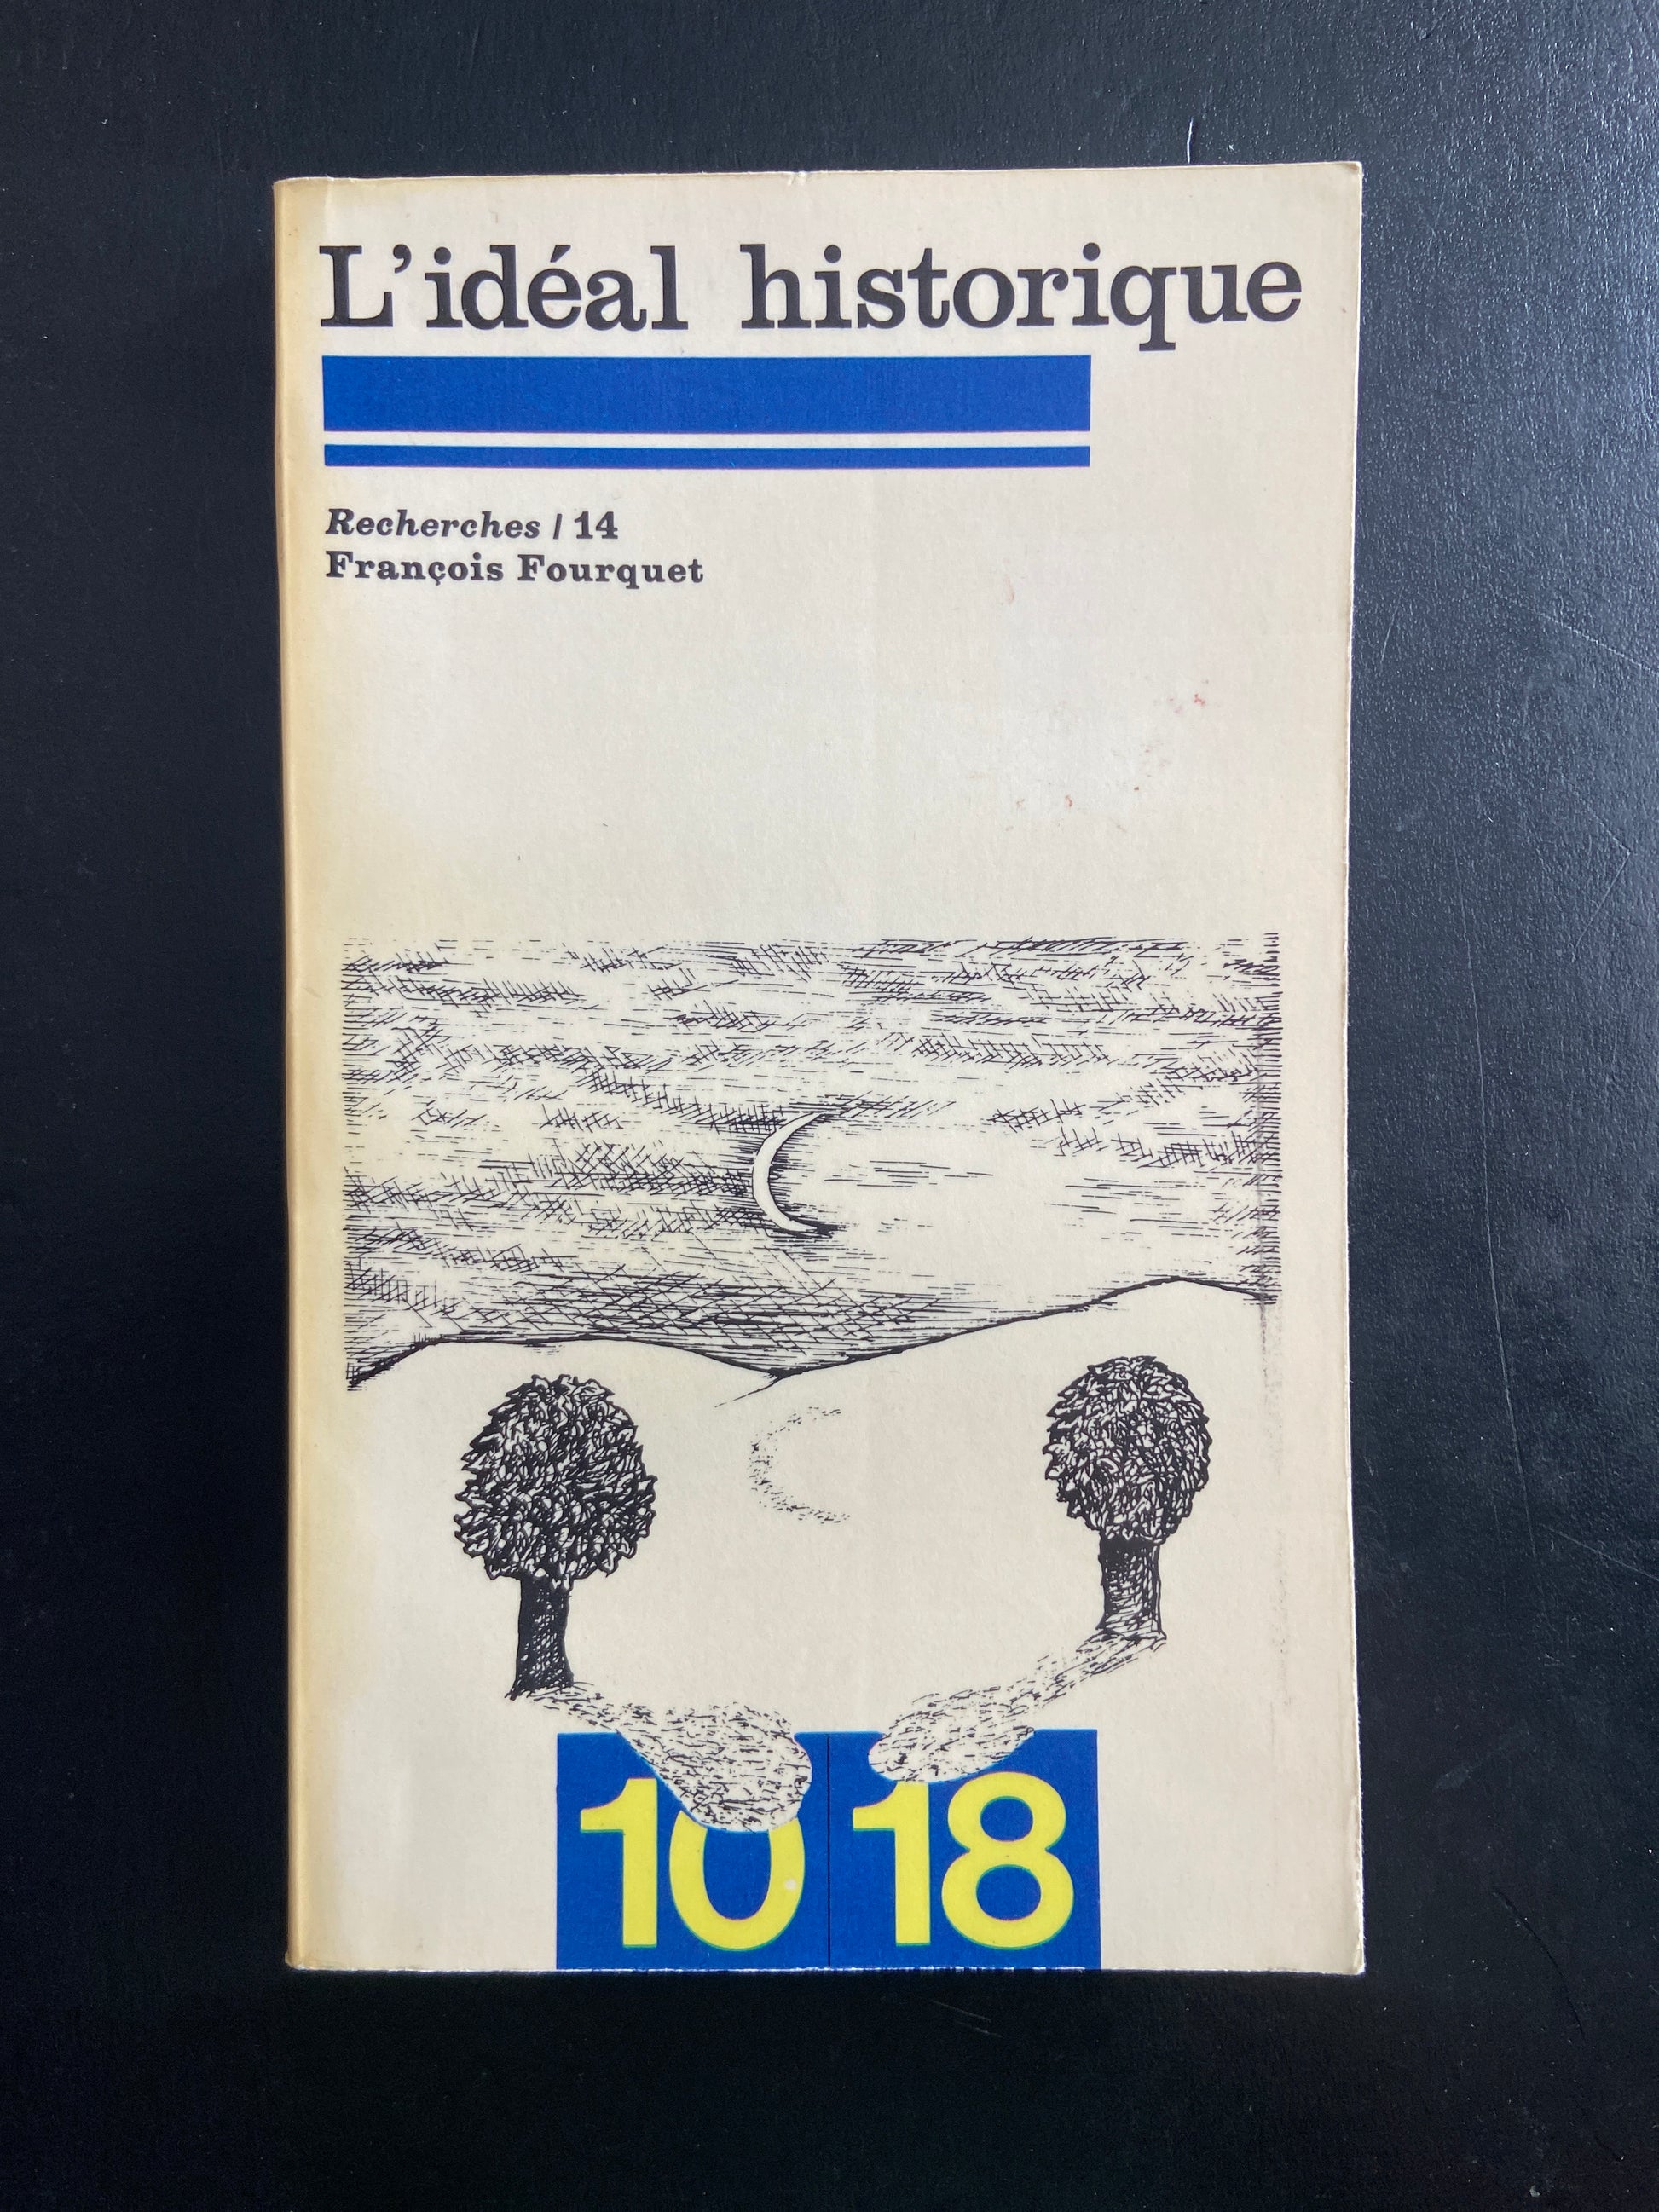 L'idéal historique
Recherches / 14
François Fourquet
10 18